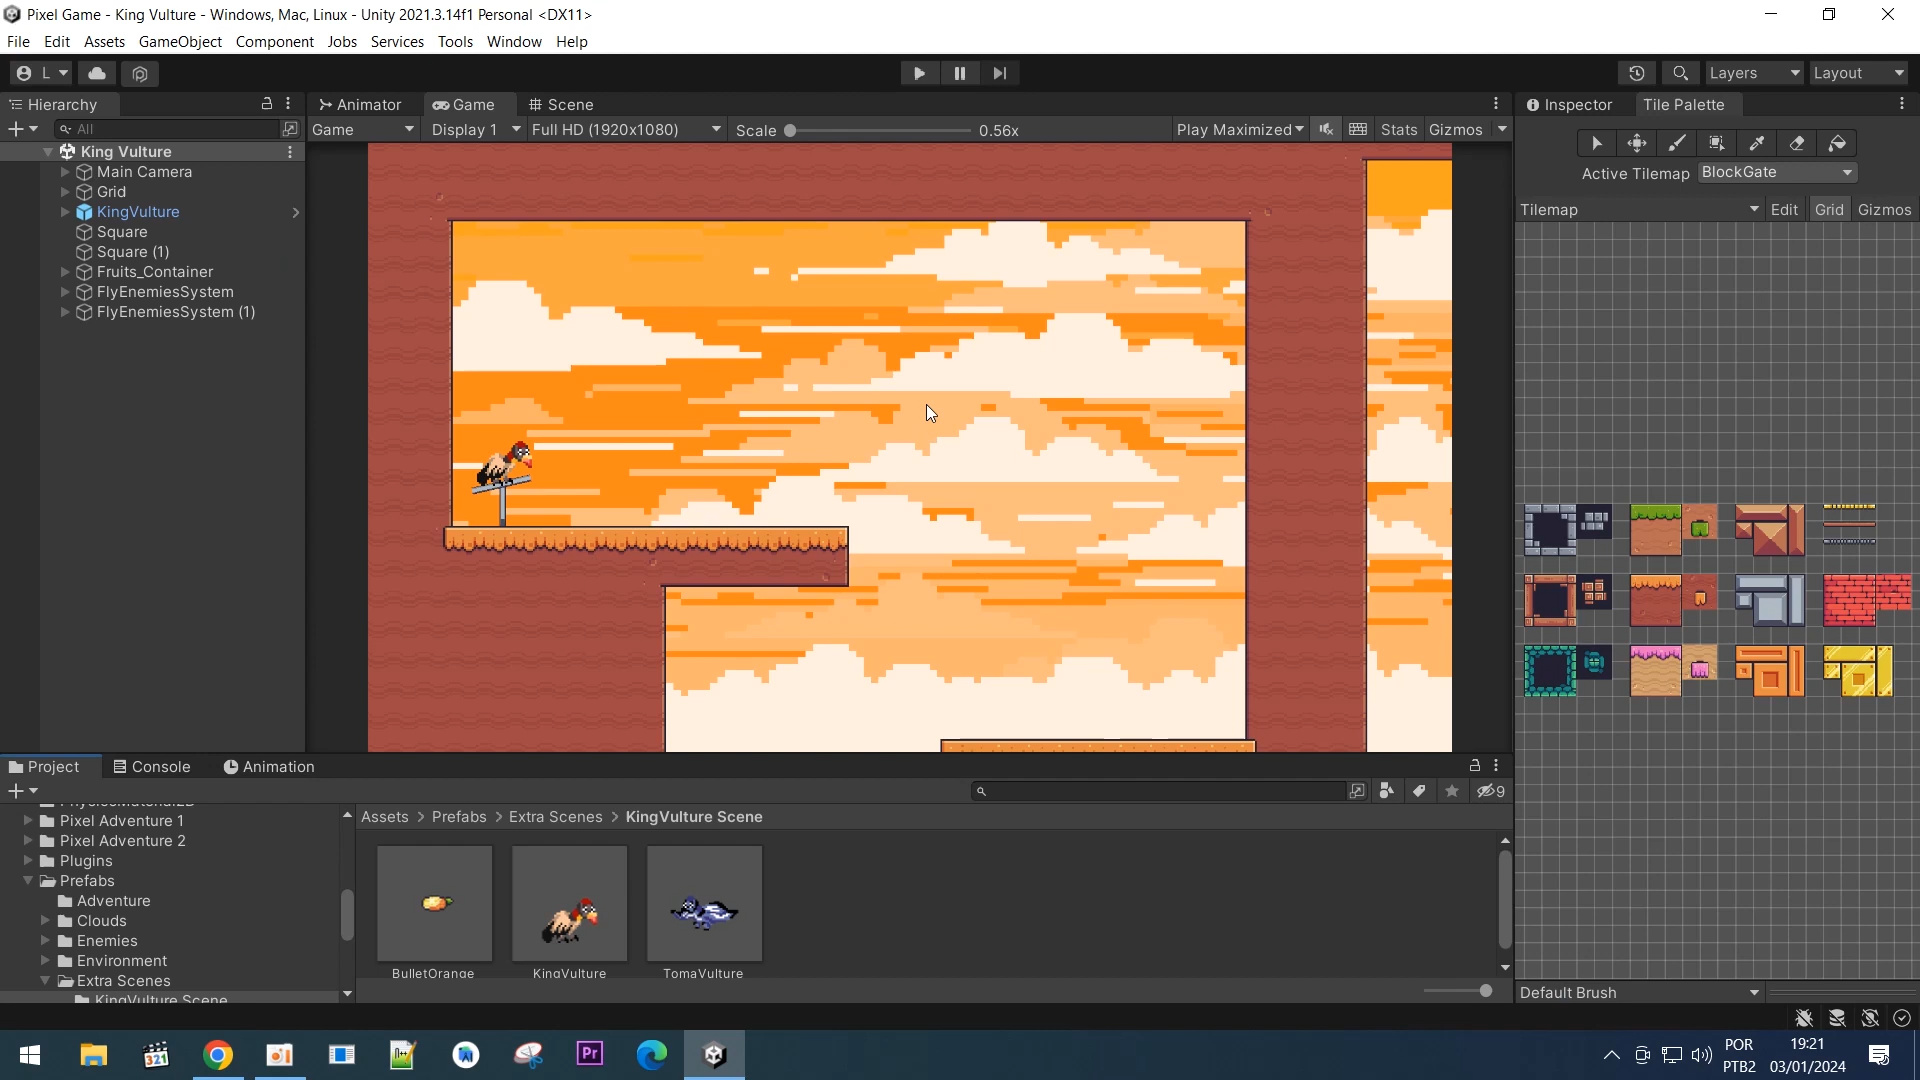 Pixel Game - King Vulture - Windows, Mac, Linux - Unity 2021.3.14f1 Personal <DX11>
File Edit Assets GameObject Component Jobs Services Tools Window Help
L Layers Layout
Hierarchy
All
King Vulture
Main Camera
Grid
KingVulture
Square
Square (1)
Fruits_Container
FlyEnemiesSystem
FlyEnemiesSystem (1)
Animator Game Scene
Game Display 1 Full HD (1920x1080) Scale 0.56x Play Maximized Stats Gizmos
Inspector Tile Palette
Active Tilemap BlockGate
Tilemap Edit Grid Gizmos
Default Brush
Project Console Animation
9
PhysicsMaterial2D
Pixel Adventure 1
Pixel Adventure 2
Plugins
Prefabs
Adventure
Clouds
Enemies
Environment
Extra Scenes
KingVulture Scene
Assets > Prefabs > Extra Scenes > KingVulture Scene
BulletOrange KingVulture TomaVulture
321
Pr
POR
PTB2
19:21
03/01/2024